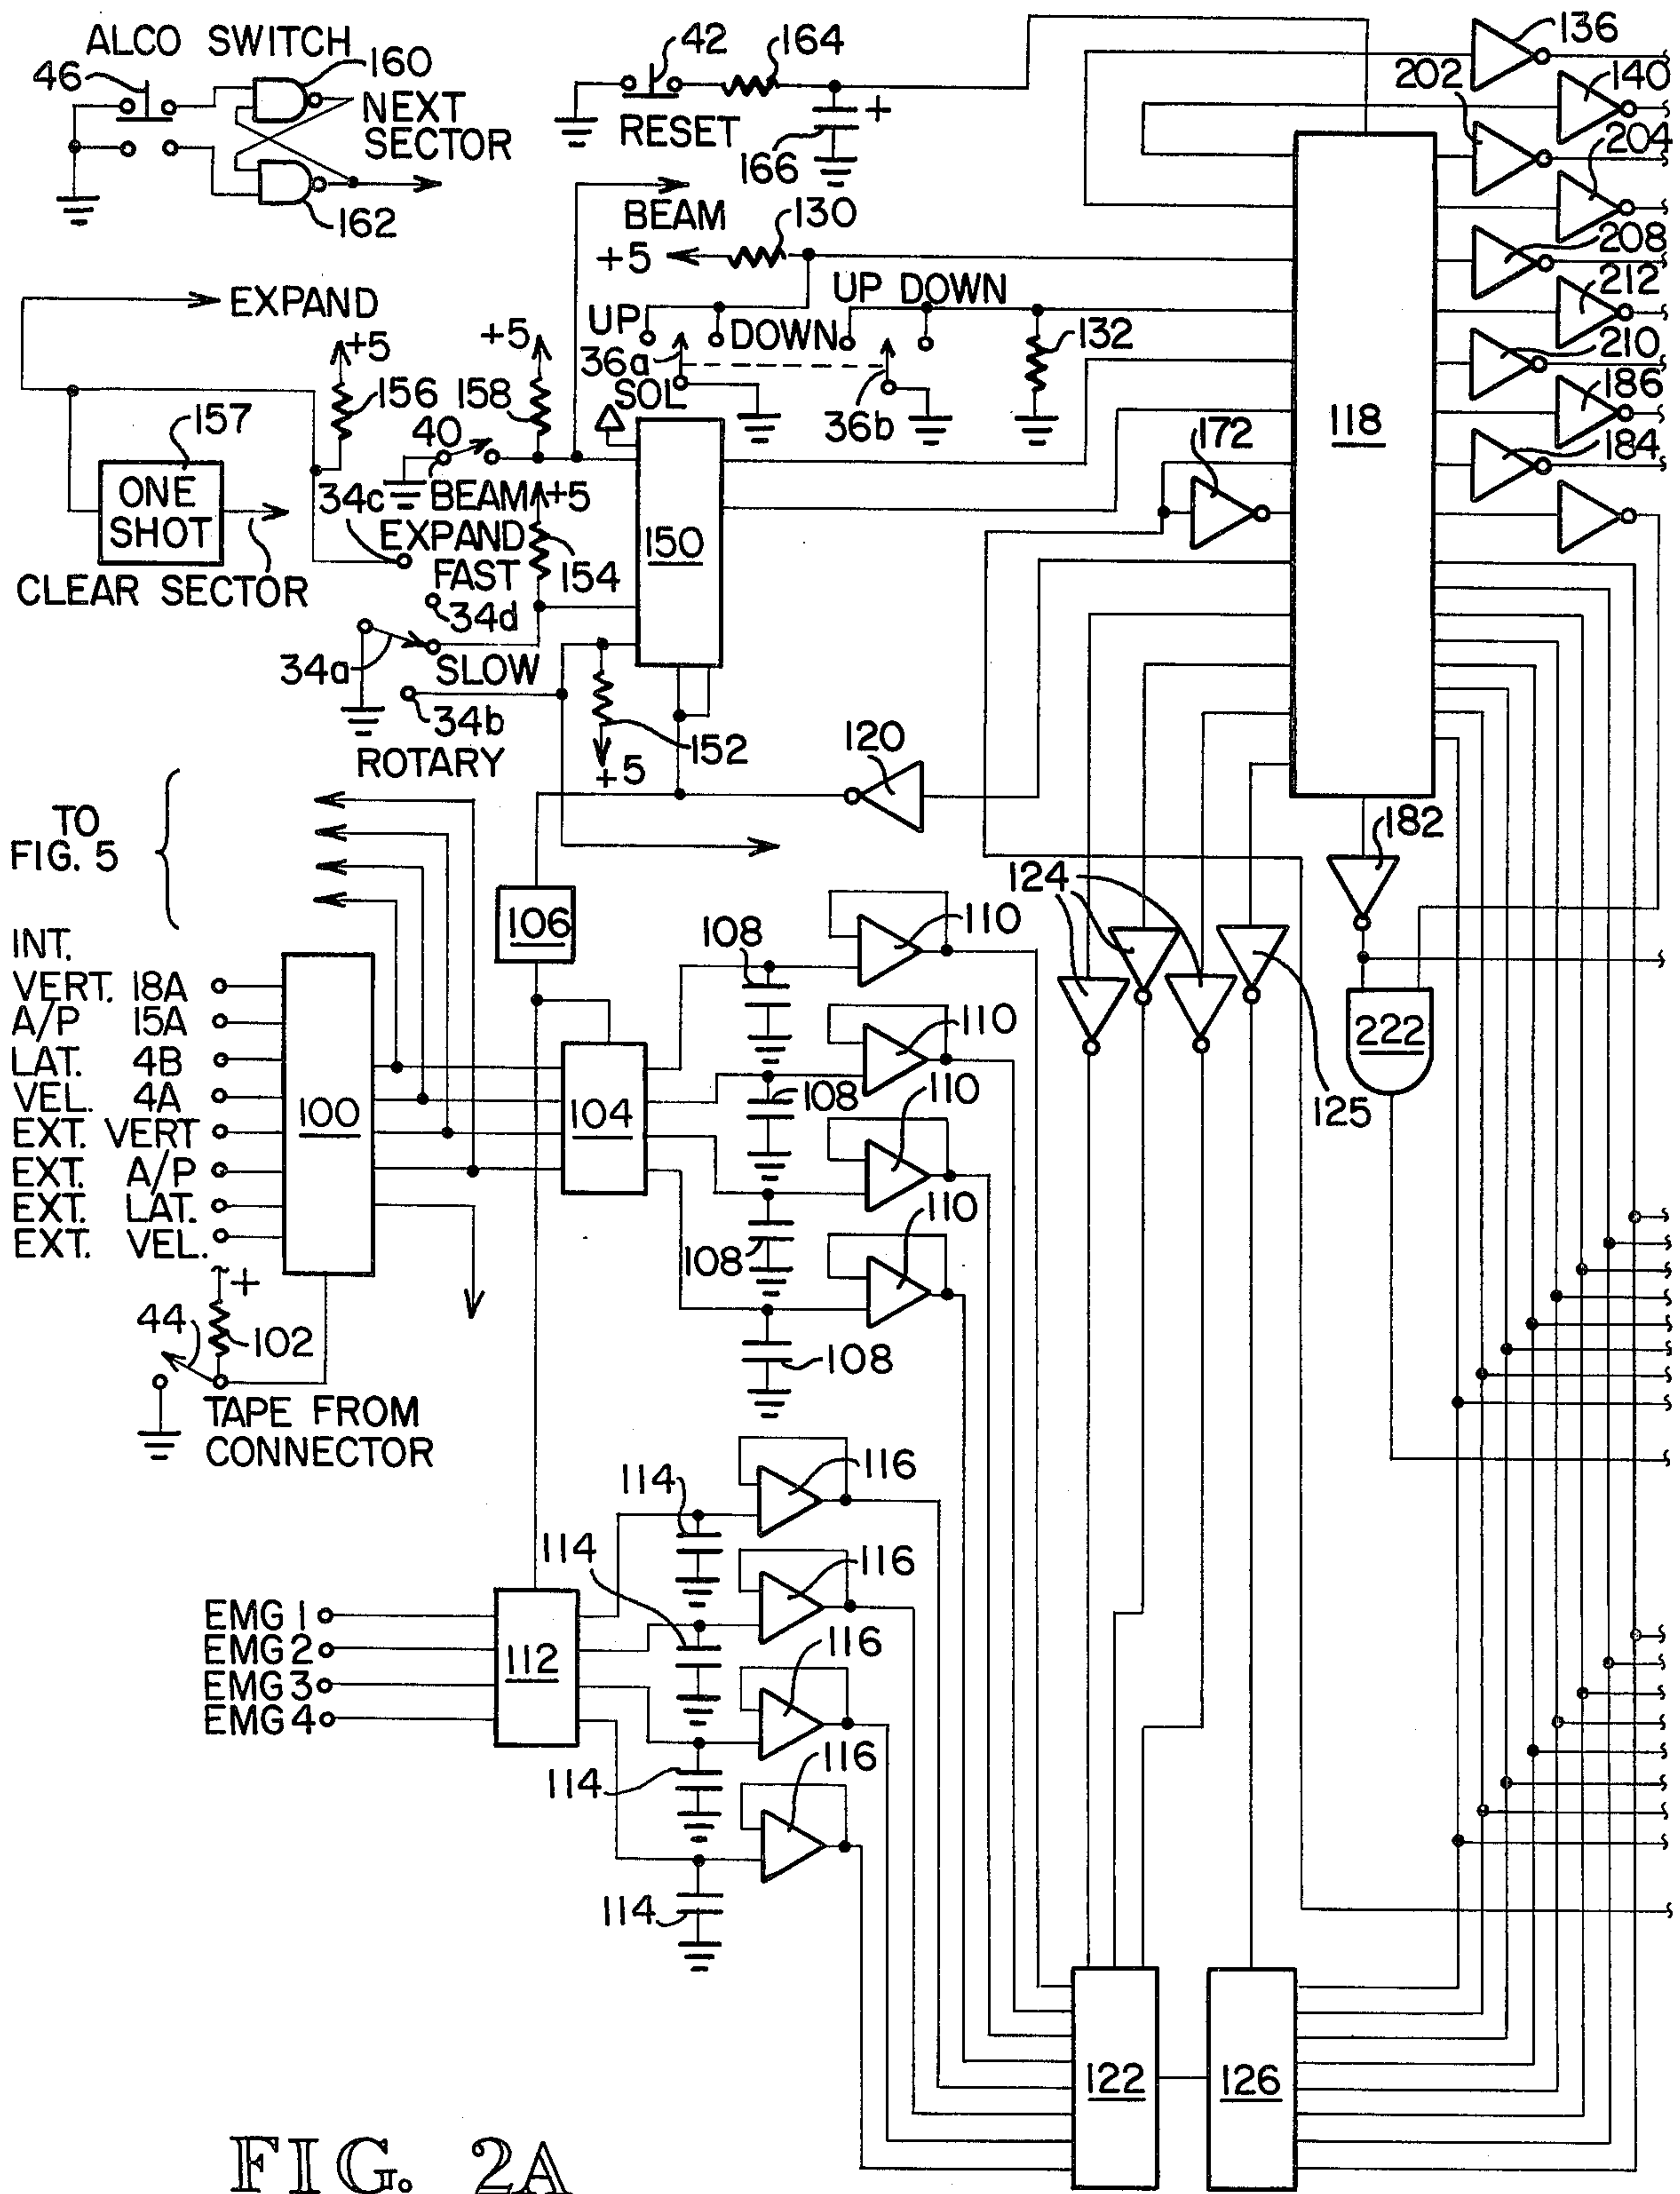 ALCO SWITCH
46
160
NEXT
SECTOR
162
42
164
RESET
166
+
136
202
140
204
208
212
210
186
184
BEAM
130
+5
EXPAND
+5
156
157
ONE
SHOT
CLEAR SECTOR
+5
158
40
34c
BEAM
+5
EXPAND
FAST
154
34d
34a
SLOW
34b
ROTARY
UP
DOWN
UP DOWN
36a
SOL
36b
132
150
152
+5
172
118
120
182
TO
FIG. 5
106
124
125
222
INT.
VERT. 18A
A/P 15A
LAT. 4B
VEL. 4A
EXT. VERT
EXT. A/P
EXT. LAT.
EXT. VEL.
100
104
108
110
108
110
108
110
108
110
+
44
102
TAPE FROM
CONNECTOR
114
116
114
116
114
116
114
116
EMG 1
EMG 2
EMG 3
EMG 4
112
122
126
FIG. 2A